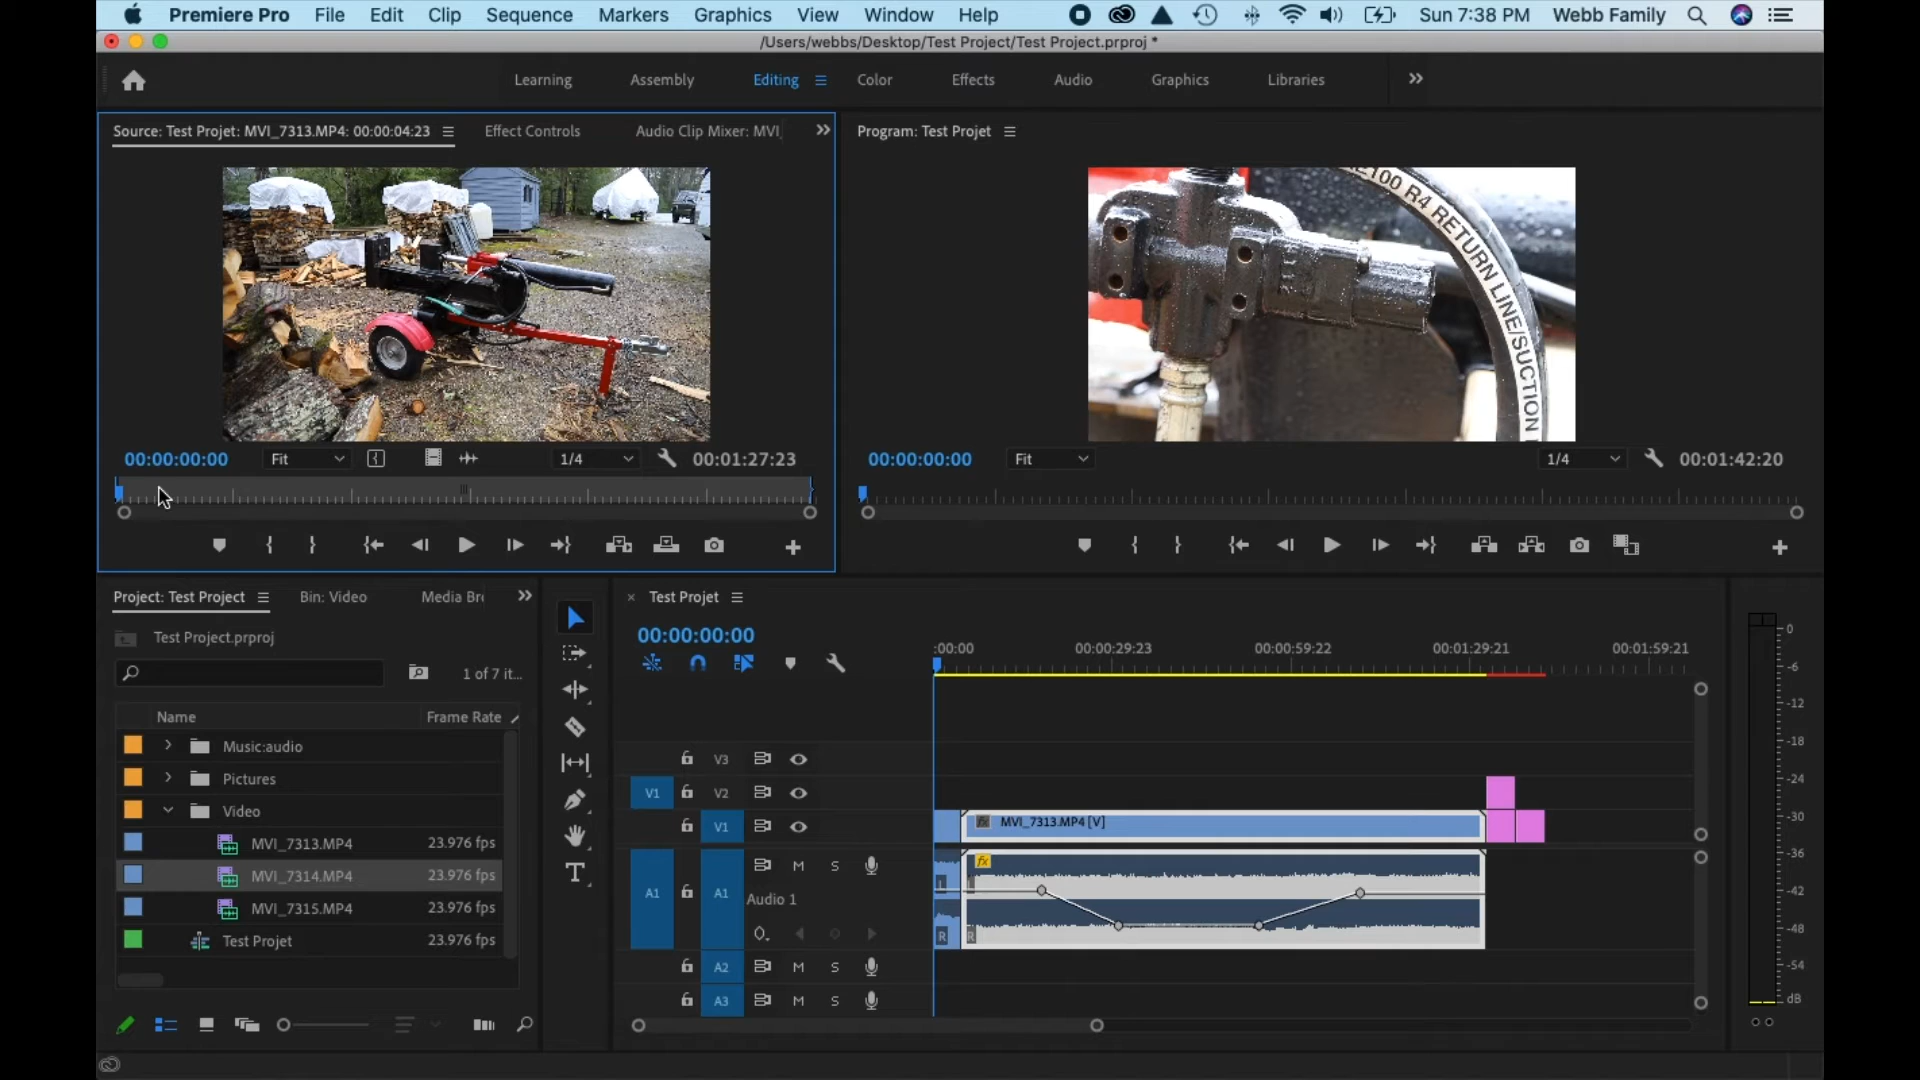 Premiere Pro File Edit Clip Sequence Markers Graphics View Window Help Sun 7:38 PM Webb Family
/Users/webbs/Desktop/Test Project/Test Project.prproj *
Learning Assembly Editing Color Effects Audio Graphics Libraries
Source: Test Projet: MVI_7313.MP4: 00:00:04:23 Effect Controls Audio Clip Mixer: MVI_
Program: Test Projet
E100 R4 RETURN LINE/SUCTION
00:00:00:00 Fit 1/4 00:01:27:23
00:00:00:00 Fit 1/4 00:01:42:20
Project: Test Project Bin: Video Media Bro
Test Project.prproj
1 of 7 it...
Name Frame Rate
Music:audio
Pictures
Video
MVI_7313.MP4 23.976 fps
MVI_7314.MP4 23.976 fps
MVI_7315.MP4 23.976 fps
Test Projet 23.976 fps
T
× Test Projet
00:00:00:00
:00:00 00:00:29:23 00:00:59:22 00:01:29:21 00:01:59:21
V3
V1 V2
V1 fx MVI_7313.MP4 [V]
A1 A1 M S fx
Audio 1
L
R R
A2 M S
A3 M S
0
-6
-12
-18
-24
-30
-36
-42
-48
-54
dB